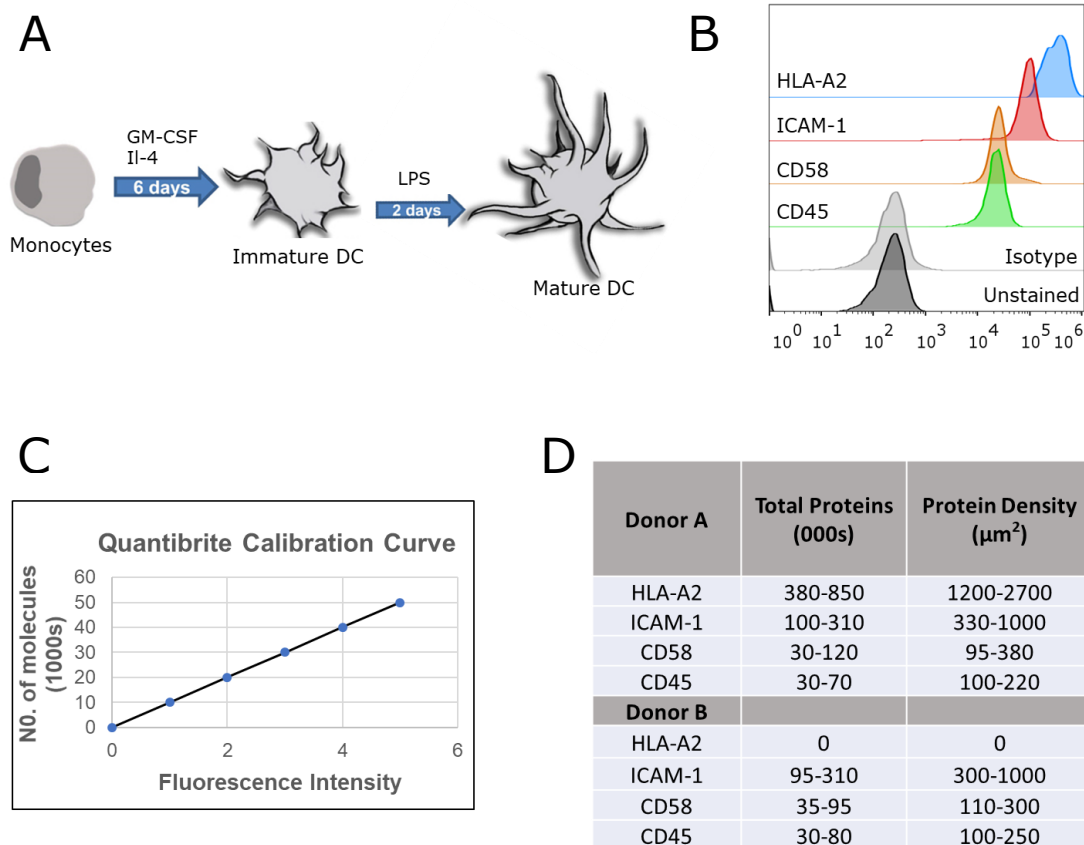 A
GM-CSF
Il-4
6 days
Monocytes
Immature DC
LPS
2 days
Mature DC
B
HLA-A2
ICAM-1
CD58
CD45
Isotype
Unstained
10^0 10^1 10^2 10^3 10^4 10^5 10^6
C
Quantibrite Calibration Curve
N0. of molecules
(1000s)
60
50
40
30
20
10
0
0 2 4 6
Fluorescence Intensity
D
Donor A Total Proteins (000s) Protein Density (µm²)
HLA-A2 380-850 1200-2700
ICAM-1 100-310 330-1000
CD58 30-120 95-380
CD45 30-70 100-220
Donor B
HLA-A2 0 0
ICAM-1 95-310 300-1000
CD58 35-95 110-300
CD45 30-80 100-250